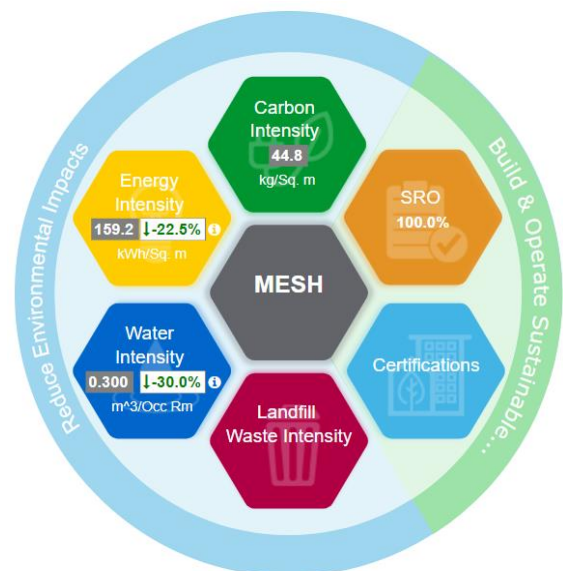 Reduce Environmental Impacts
Build & Operate Sustainable...
Carbon
Intensity
44.8
kg/Sq. m
Energy
Intensity
159.2 ↓-22.5% i
kWh/Sq. m
SRO
100.0%
MESH
Water
Intensity
0.300 ↓-30.0% i
m^3/Occ Rm
Certifications
Landfill
Waste Intensity